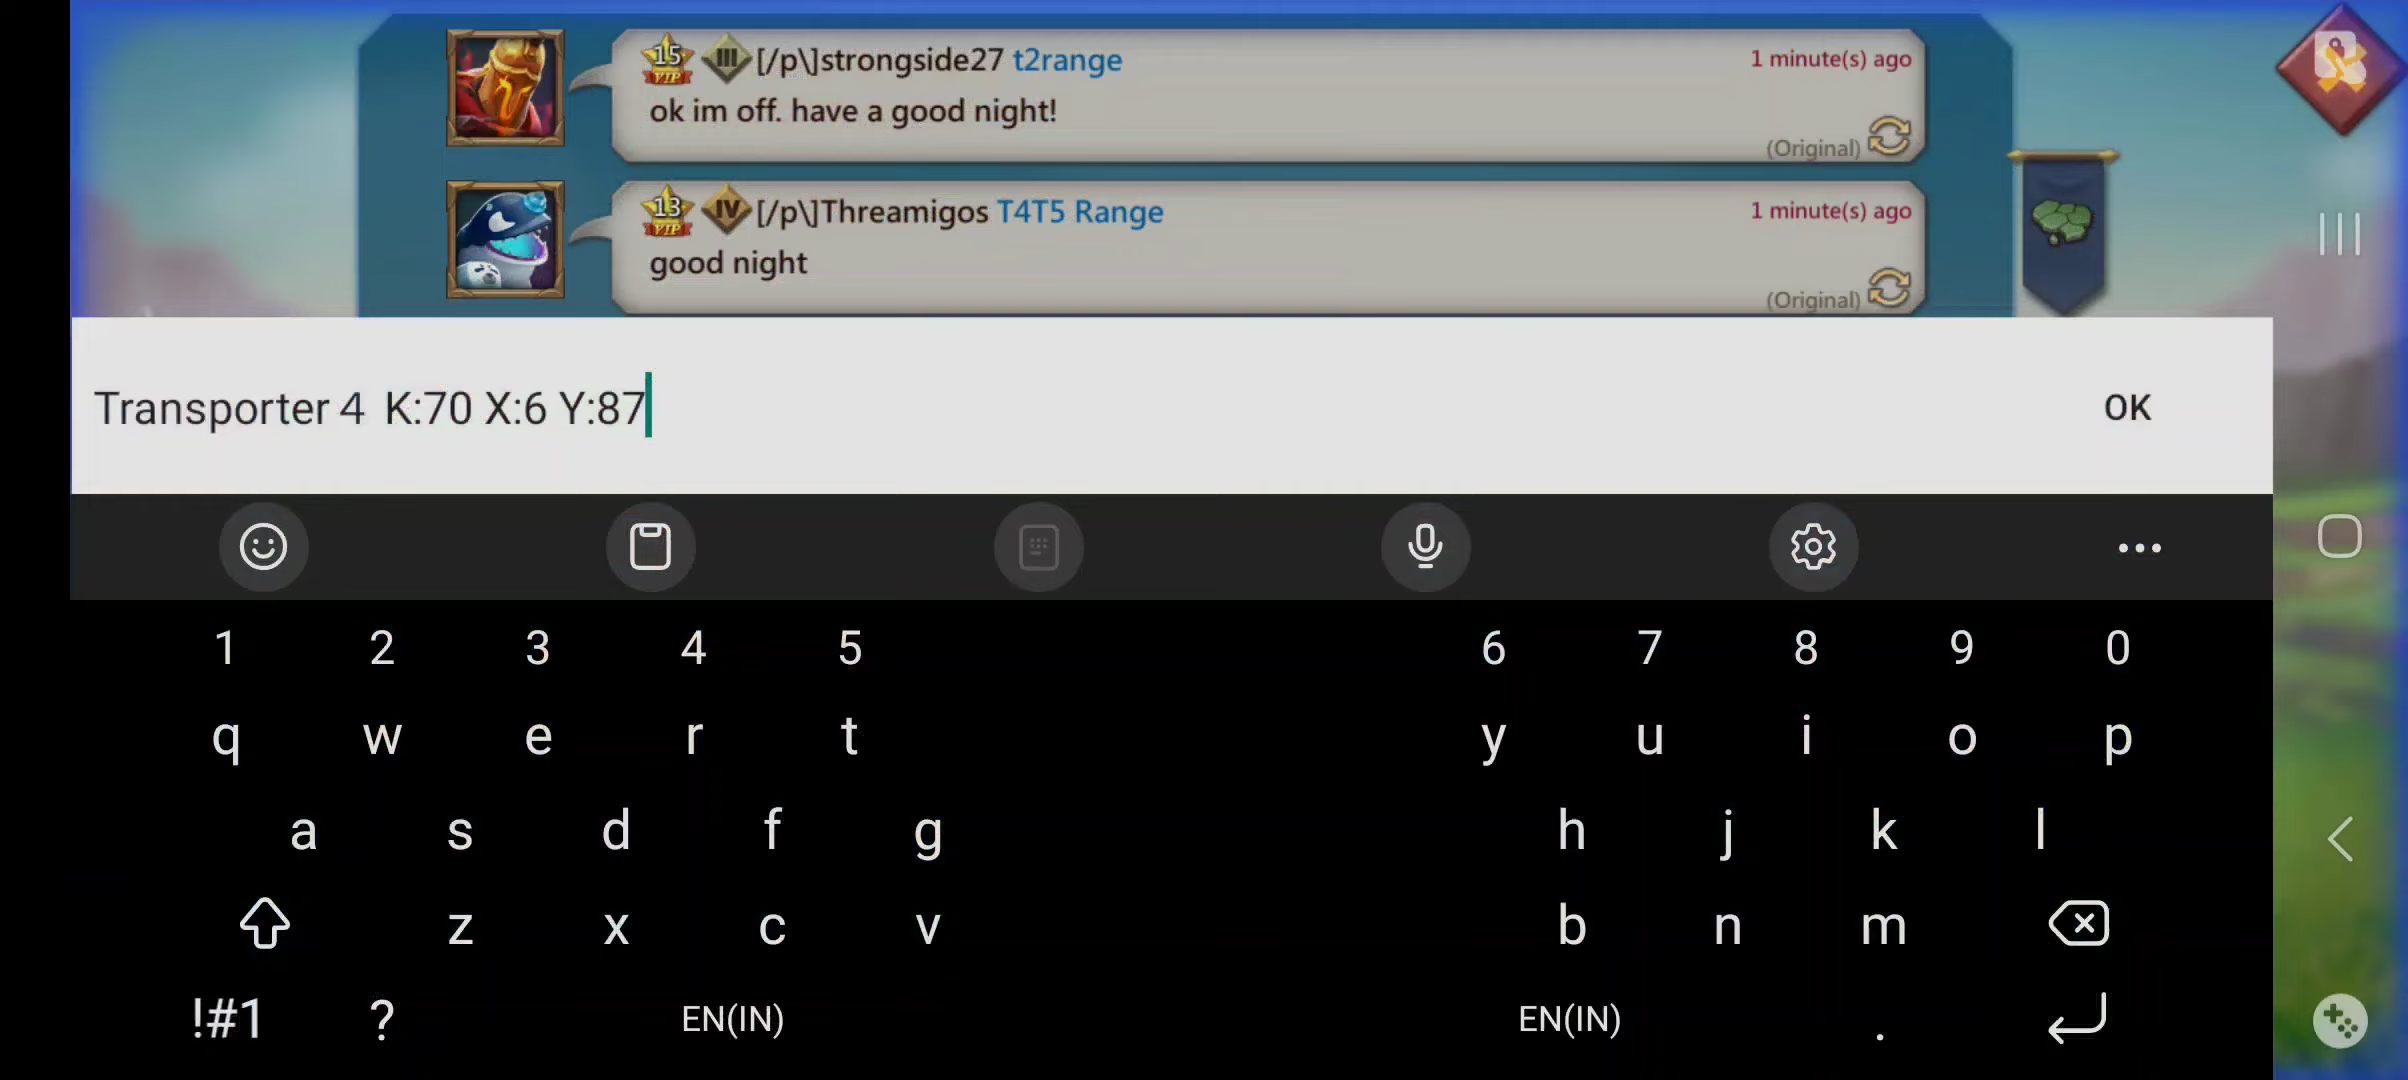 15 VIP III [/p\]strongside27 t2range 1 minute(s) ago
ok im off. have a good night!
(Original)
13 VIP IV [/p\]Threamigos T4T5 Range 1 minute(s) ago
good night
(Original)
Transporter 4 K:70 X:6 Y:87 OK
1 2 3 4 5 6 7 8 9 0
q w e r t y u i o p
a s d f g h j k l
z x c v b n m
!#1 ? EN(IN) EN(IN) .